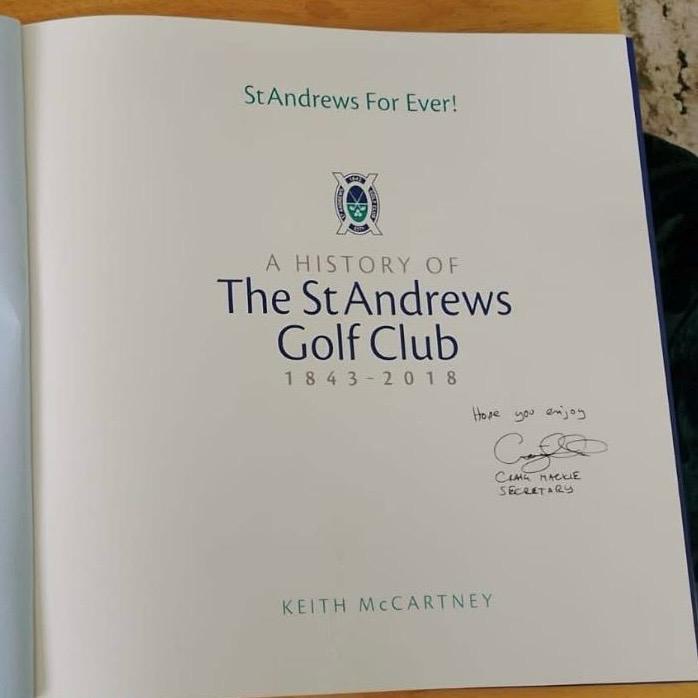 St Andrews For Ever!
1843
A HISTORY OF
The St Andrews
Golf Club
1843-2018
Hope you enjoy
CRAIG MACKIE
SECRETARY
KEITH McCARTNEY